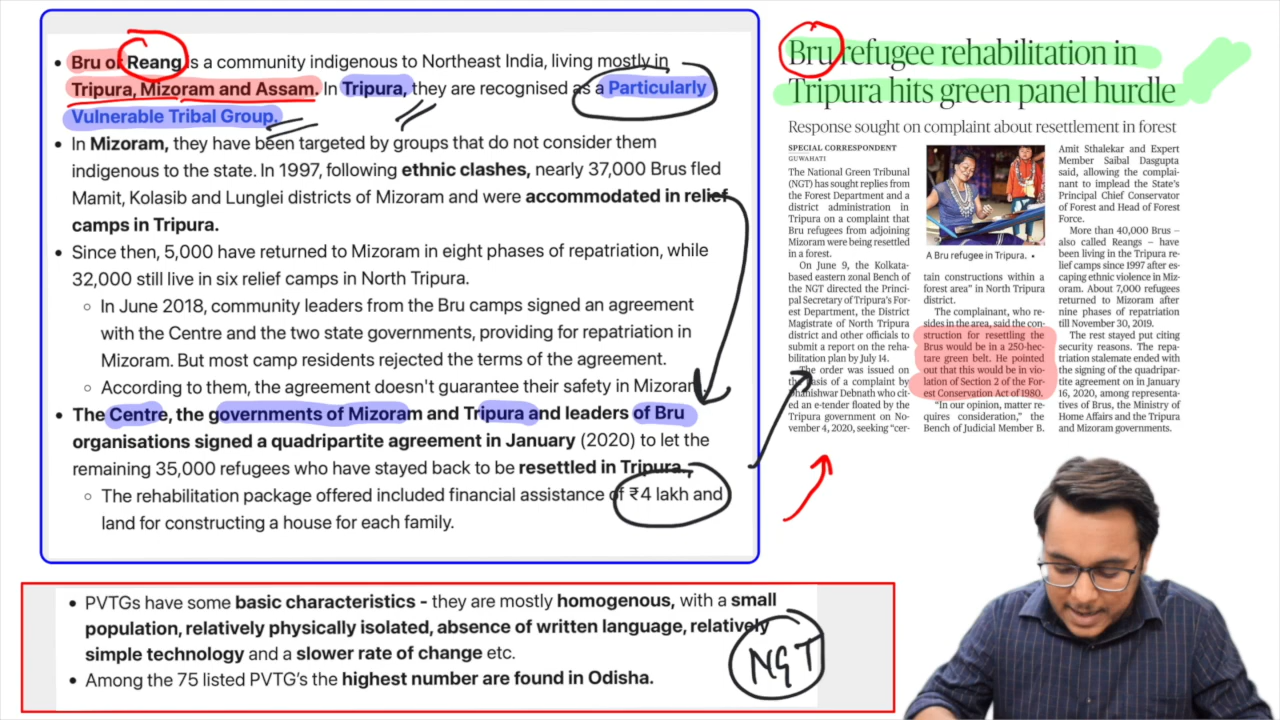 Bru or Reang is a community indigenous to Northeast India, living mostly in
Tripura, Mizoram and Assam. In Tripura, they are recognised as a Particularly
Vulnerable Tribal Group.
In Mizoram, they have been targeted by groups that do not consider them
indigenous to the state. In 1997, following ethnic clashes, nearly 37,000 Brus fled
Mamit, Kolasib and Lunglei districts of Mizoram and were accommodated in relief
camps in Tripura.
Since then, 5,000 have returned to Mizoram in eight phases of repatriation, while
32,000 still live in six relief camps in North Tripura.
In June 2018, community leaders from the Bru camps signed an agreement
with the Centre and the two state governments, providing for repatriation in
Mizoram. But most camp residents rejected the terms of the agreement.
According to them, the agreement doesn't guarantee their safety in Mizoram.
The Centre, the governments of Mizoram and Tripura and leaders of Bru
organisations signed a quadripartite agreement in January (2020) to let the
remaining 35,000 refugees who have stayed back to be resettled in Tripura.
The rehabilitation package offered included financial assistance of ₹4 lakh and
land for constructing a house for each family.
PVTGs have some basic characteristics - they are mostly homogenous, with a small
population, relatively physically isolated, absence of written language, relatively
simple technology and a slower rate of change etc.
Among the 75 listed PVTG's the highest number are found in Odisha.
NGT
Bru refugee rehabilitation in
Tripura hits green panel hurdle
Response sought on complaint about resettlement in forest
SPECIAL CORRESPONDENT
GUWAHATI
The National Green Tribunal
(NGT) has sought replies from
the Forest Department and a
district administration in
Tripura on a complaint that
Bru refugees from adjoining
Mizoram were being resettled
in a forest.
On June 9, the Kolkata-
based eastern zonal Bench of
the NGT directed the Princi-
pal Secretary of Tripura's For-
est Department, the District
Magistrate of North Tripura
district and other officials to
submit a report on the reha-
bilitation plan by July 14.
The order was issued on
the basis of a complaint by
Dhanishwar Debnath who cit-
ed an e-tender floated by the
Tripura government on No-
vember 4, 2020, seeking "cer-
A Bru refugee in Tripura.
tain constructions within a
forest area" in North Tripura
district.
The complainant, who re-
sides in the area, said the con-
struction for resettling the
Brus would be in a 250-hec-
tare green belt. He pointed
out that this would be in vio-
lation of Section 2 of the For-
est Conservation Act of 1980.
"In our opinion, matter re-
quires consideration," the
Bench of Judicial Member B.
Amit Sthalekar and Expert
Member Saibal Dasgupta
said, allowing the complai-
nant to implead the State's
Principal Chief Conservator
of Forest and Head of Forest
Force.
More than 40,000 Brus –
also called Reangs – have
been living in the Tripura re-
lief camps since 1997 after es-
caping ethnic violence in Miz-
oram. About 7,000 refugees
returned to Mizoram after
nine phases of repatriation
till November 30, 2019.
The rest stayed put citing
security reasons. The repa-
triation stalemate ended with
the signing of the quadripar-
tite agreement on in January
16, 2020, among representa-
tives of Brus, the Ministry of
Home Affairs and the Tripura
and Mizoram governments.